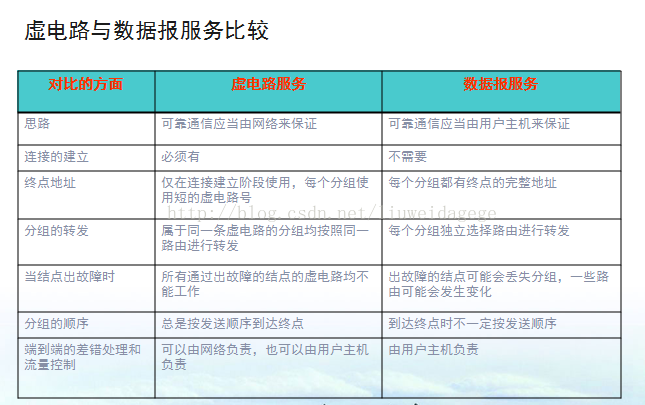 虚电路与数据报服务比较
对比的方面 虚电路服务 数据报服务
思路 可靠通信应当由网络来保证 可靠通信应当由用户主机来保证
连接的建立 必须有 不需要
终点地址 仅在连接建立阶段使用，每个分组使 每个分组都有终点的完整地址
用短的虚电路号
http://blog.csdn.net/liuweidagege
分组的转发 属于同一条虚电路的分组均按照同一 每个分组独立选择路由进行转发
路由进行转发
当结点出故障时 所有通过出故障的结点的虚电路均不 出故障的结点可能会丢失分组，一些路
能工作 由可能会发生变化
分组的顺序 总是按发送顺序到达终点 到达终点时不一定按发送顺序
端到端的差错处理和 可以由网络负责，也可以由用户主机 由用户主机负责
流量控制 负责